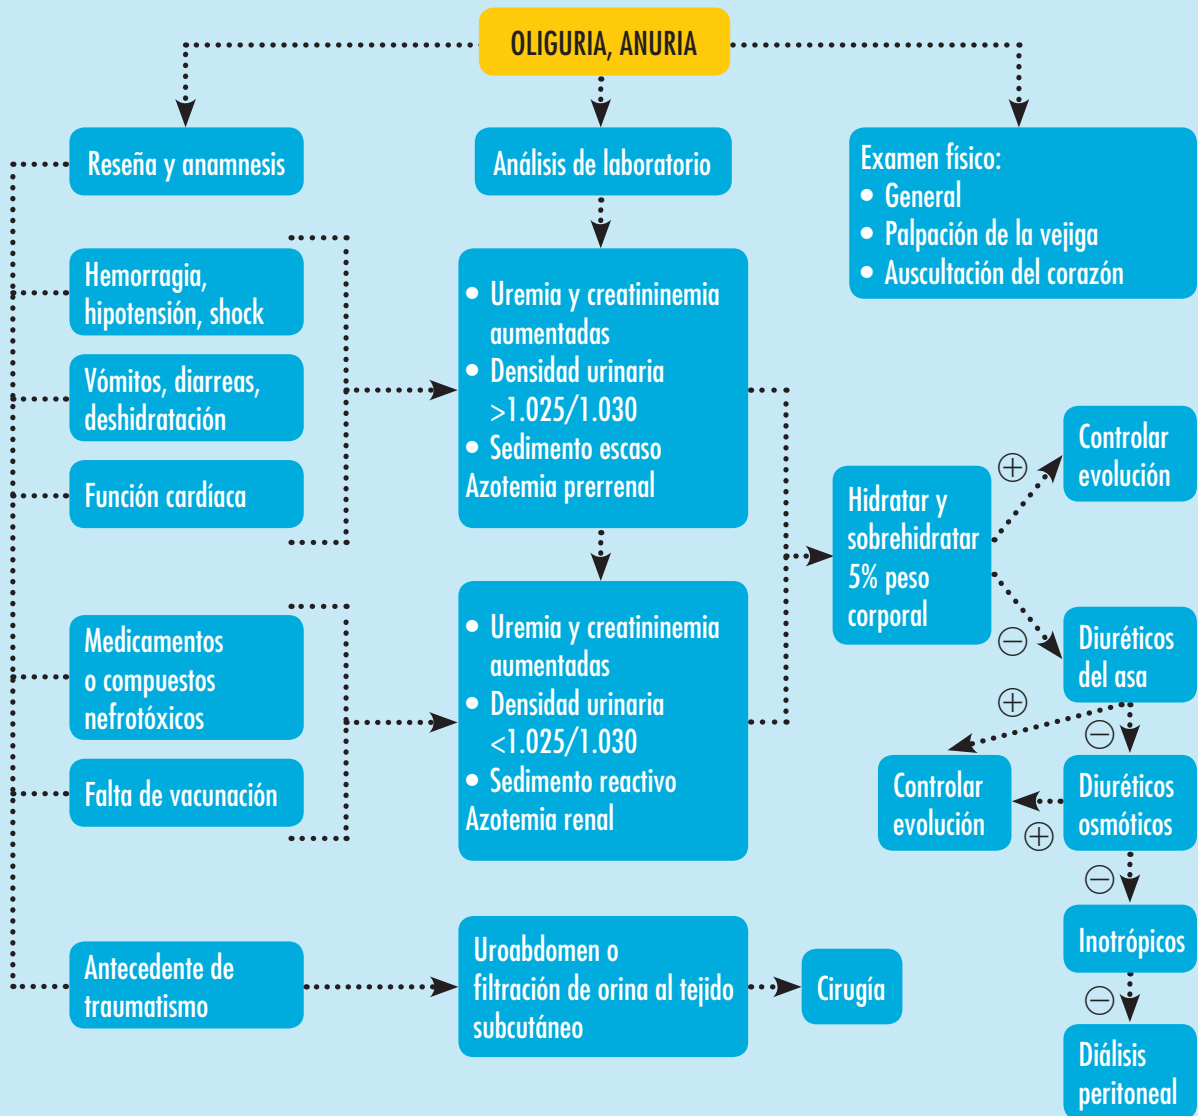 OLIGURIA, ANURIA
Reseña y anamnesis
Análisis de laboratorio
Examen físico:
• General
• Palpación de la vejiga
• Auscultación del corazón
Hemorragia,
hipotensión, shock
Vómitos, diarreas,
deshidratación
Función cardíaca
• Uremia y creatininemia
aumentadas
• Densidad urinaria
>1.025/1.030
• Sedimento escaso
Azotemia prerrenal
Medicamentos
o compuestos
nefrotóxicos
Falta de vacunación
• Uremia y creatininemia
aumentadas
• Densidad urinaria
<1.025/1.030
• Sedimento reactivo
Azotemia renal
Hidratar y
sobrehidratar
5% peso
corporal
+
Controlar
evolución
−
Diuréticos
del asa
+
−
Controlar
evolución
+
Diuréticos
osmóticos
−
Inotrópicos
−
Diálisis
peritoneal
Antecedente de
traumatismo
Uroabdomen o
filtración de orina al tejido
subcutáneo
Cirugía